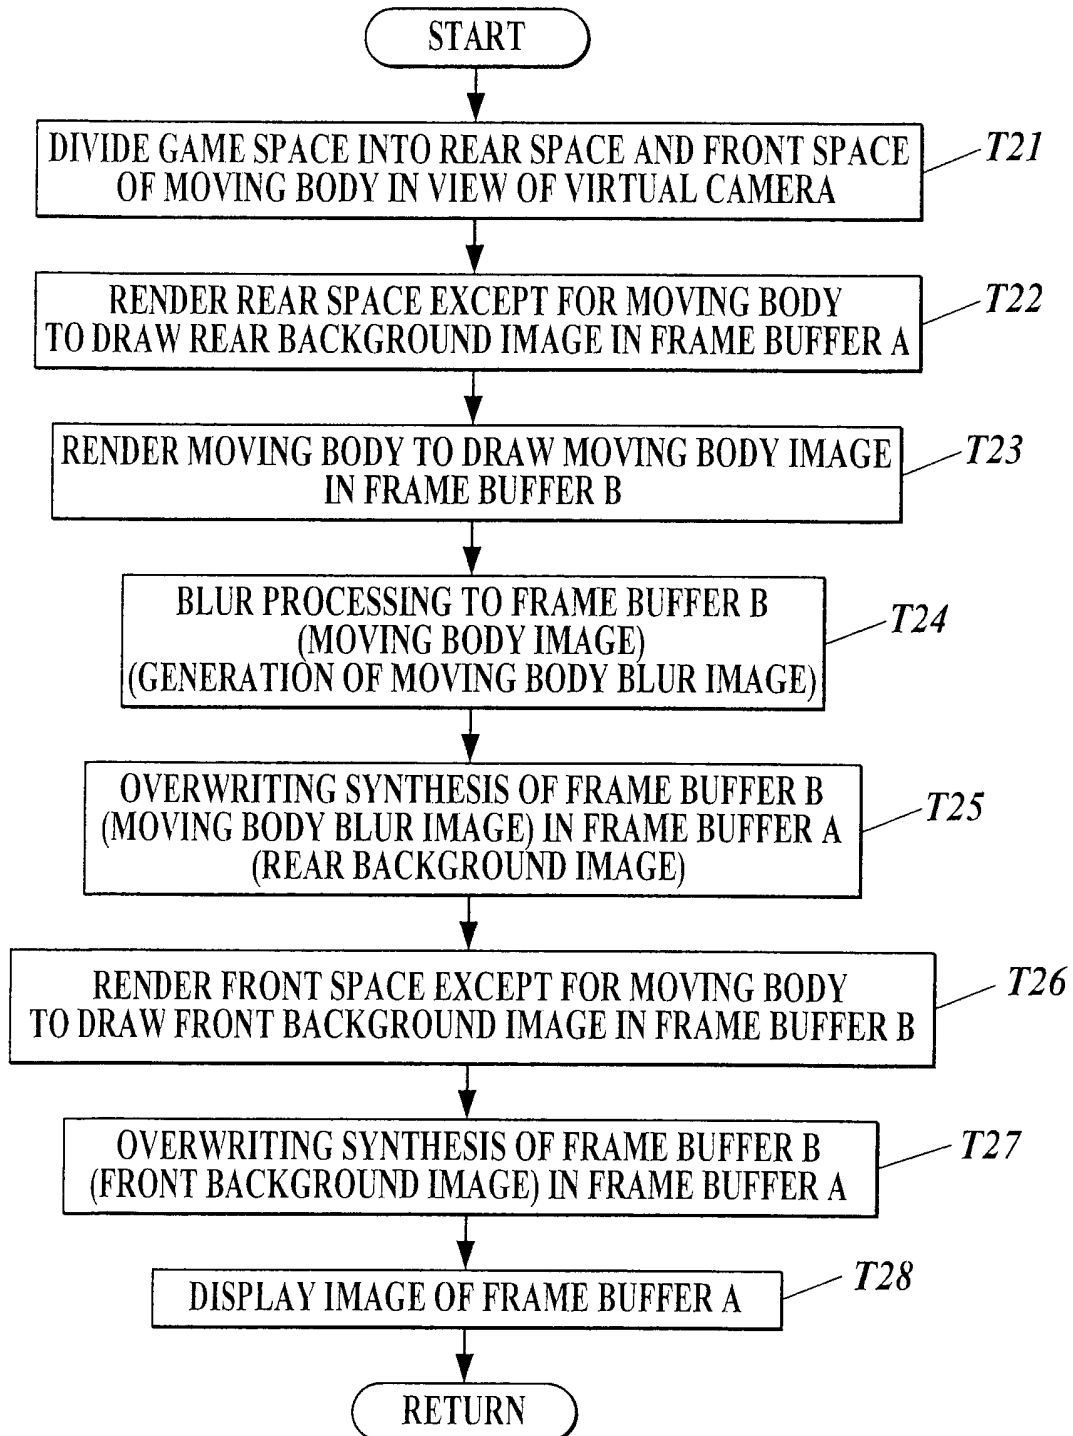 START
DIVIDE GAME SPACE INTO REAR SPACE AND FRONT SPACE
OF MOVING BODY IN VIEW OF VIRTUAL CAMERA
T21
RENDER REAR SPACE EXCEPT FOR MOVING BODY
TO DRAW REAR BACKGROUND IMAGE IN FRAME BUFFER A
T22
RENDER MOVING BODY TO DRAW MOVING BODY IMAGE
IN FRAME BUFFER B
T23
BLUR PROCESSING TO FRAME BUFFER B
(MOVING BODY IMAGE)
(GENERATION OF MOVING BODY BLUR IMAGE)
T24
OVERWRITING SYNTHESIS OF FRAME BUFFER B
(MOVING BODY BLUR IMAGE) IN FRAME BUFFER A
(REAR BACKGROUND IMAGE)
T25
RENDER FRONT SPACE EXCEPT FOR MOVING BODY
TO DRAW FRONT BACKGROUND IMAGE IN FRAME BUFFER B
T26
OVERWRITING SYNTHESIS OF FRAME BUFFER B
(FRONT BACKGROUND IMAGE) IN FRAME BUFFER A
T27
DISPLAY IMAGE OF FRAME BUFFER A
T28
RETURN